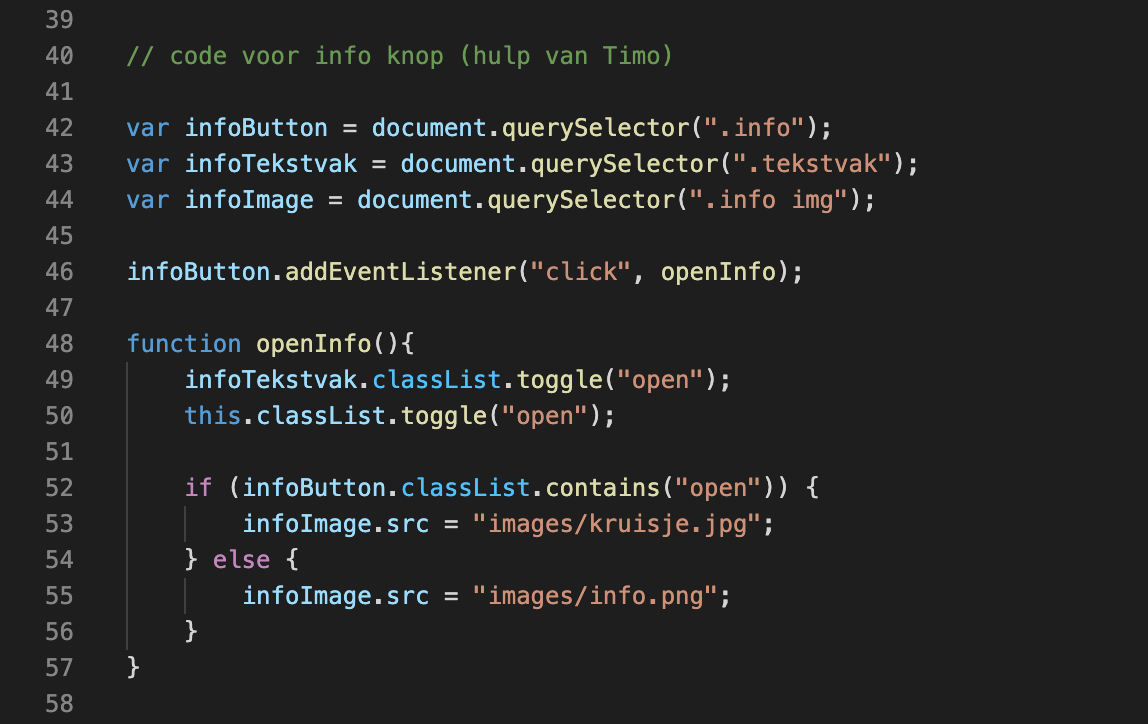 39
40 // code voor info knop (hulp van Timo)
41
42 var infoButton = document.querySelector(".info");
43 var infoTekstvak = document.querySelector(".tekstvak");
44 var infoImage = document.querySelector(".info img");
45
46 infoButton.addEventListener("click", openInfo);
47
48 function openInfo(){
49     infoTekstvak.classList.toggle("open");
50     this.classList.toggle("open");
51
52     if (infoButton.classList.contains("open")) {
53         infoImage.src = "images/kruisje.jpg";
54     } else {
55         infoImage.src = "images/info.png";
56     }
57 }
58